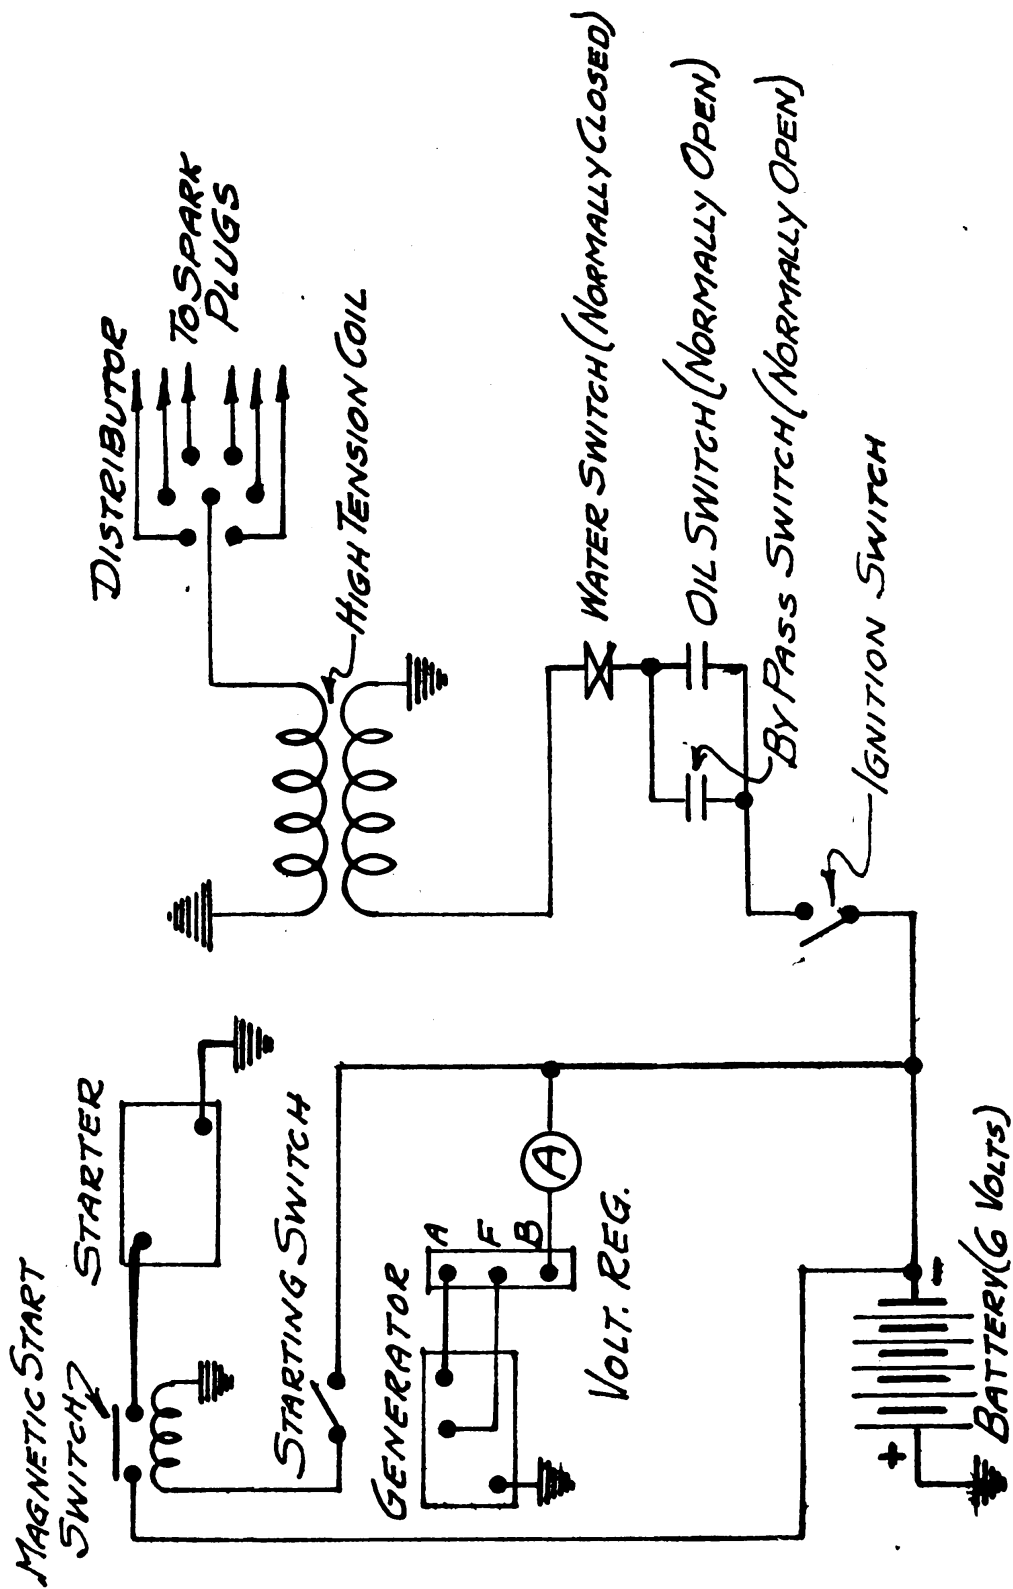 MAGNETIC START
SWITCH
STARTER
DISTRIBUTOR
TO SPARK
PLUGS
STARTING SWITCH
HIGH TENSION COIL
GENERATOR
A
F
B
A
VOLT. REG.
WATER SWITCH (NORMALLY CLOSED)
OIL SWITCH (NORMALLY OPEN)
BY PASS SWITCH (NORMALLY OPEN)
IGNITION SWITCH
+
-
BATTERY (6 VOLTS)